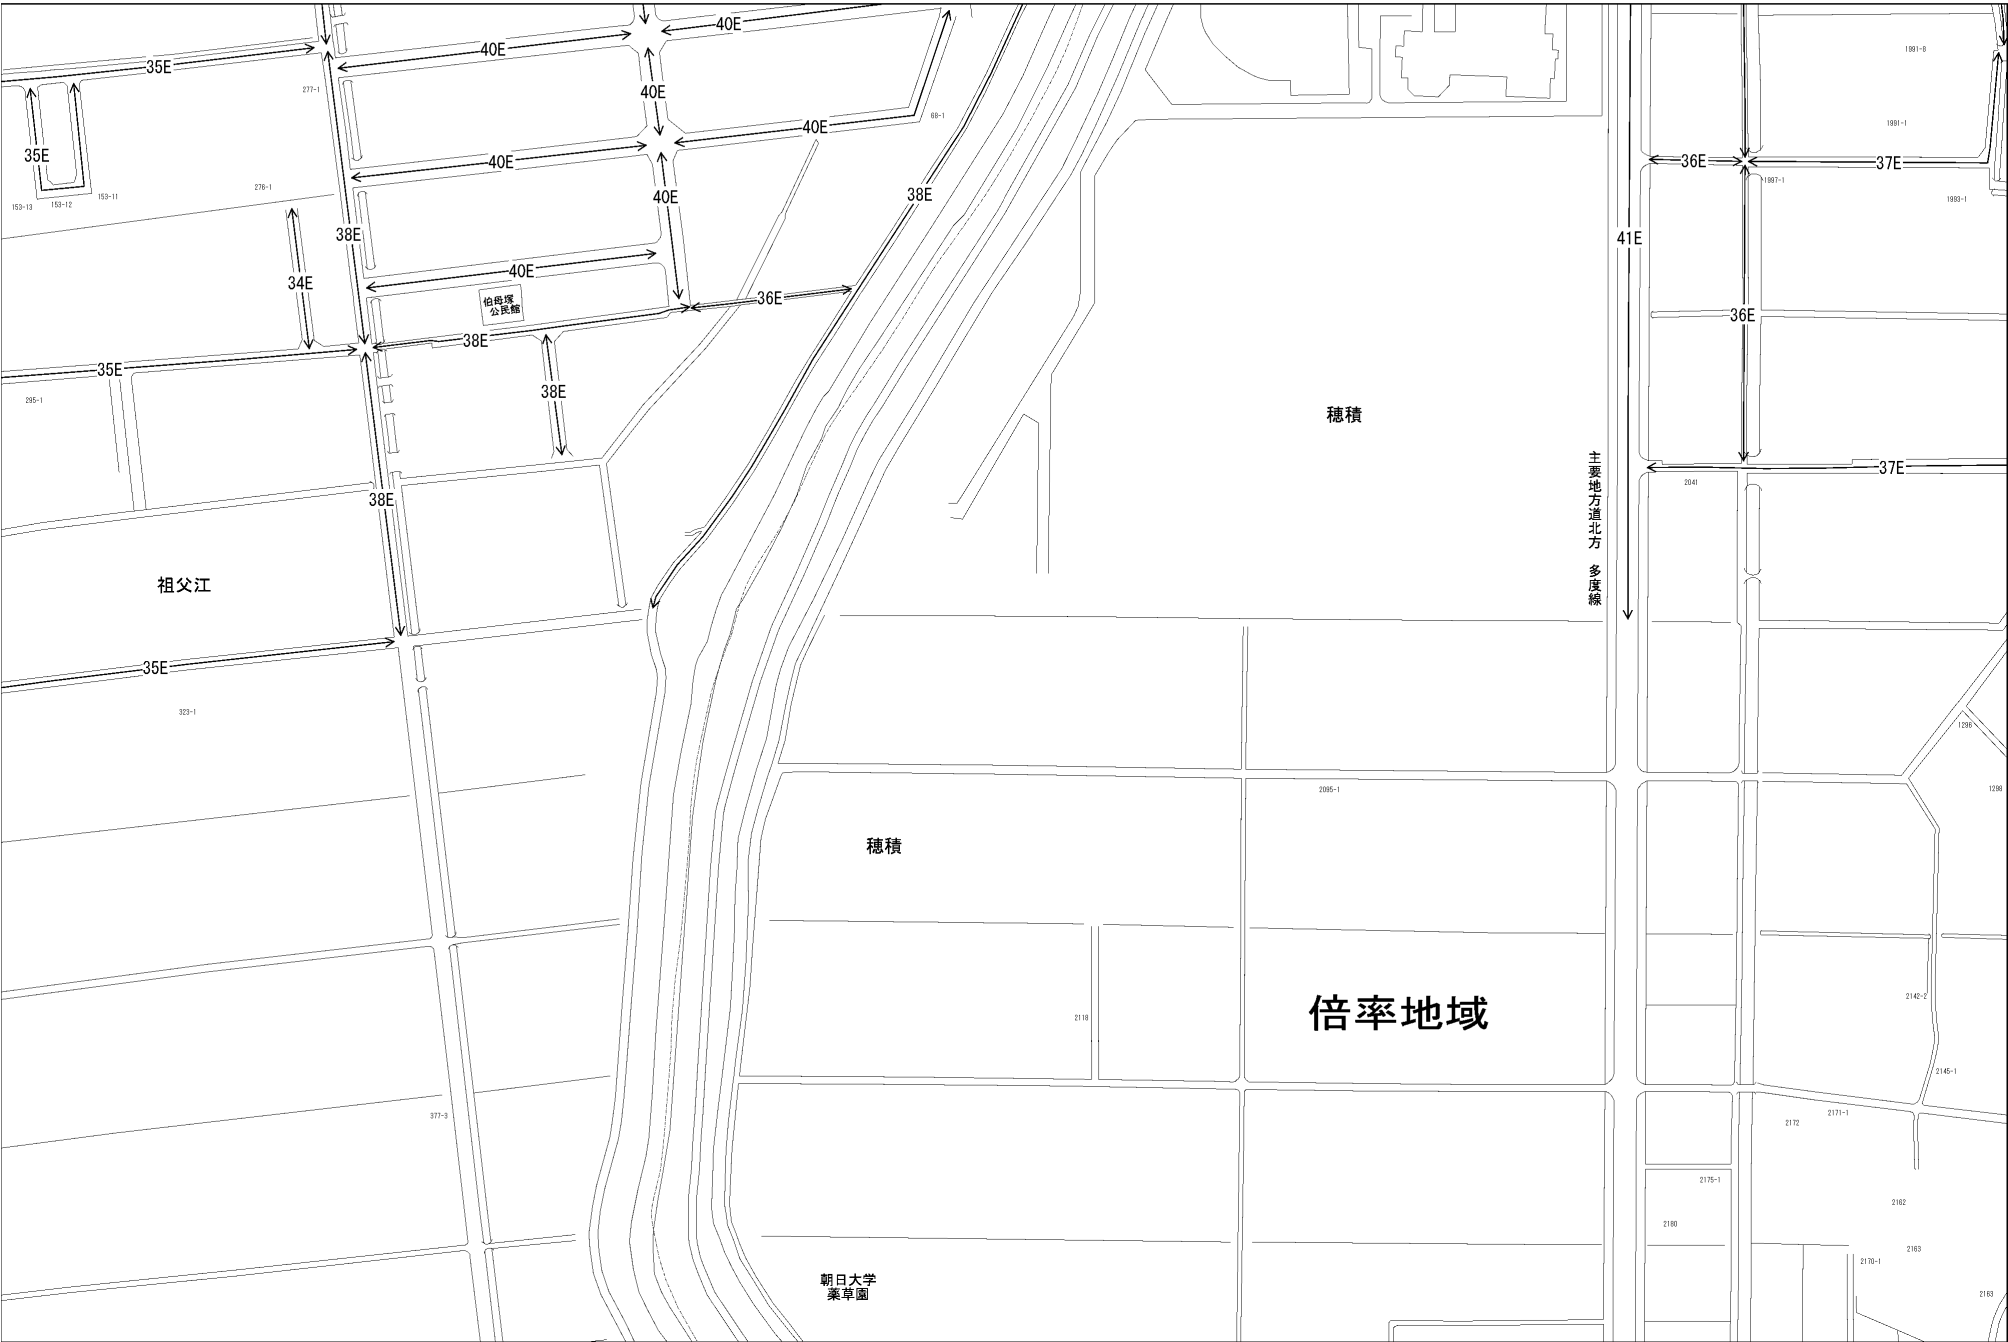 40E
40E
35E
1991-8
277-1
40E
68-1
1991-1
40E
35E
40E
36E
37E
1997-1
276-1
153-11
153-12
153-13
40E
38E
1993-1
38E
41E
40E
34E
36E
伯母塚
公民館
36E
38E
35E
38E
295-1
穂積
主要地方道北方 多度線
37E
2041
38E
祖父江
35E
323-1
1296
1298
2095-1
穂積
2142-2
倍率地域
2118
2145-1
377-3
2171-1
2172
2175-1
2162
2180
2163
2170-1
朝日大学
薬草園
2163